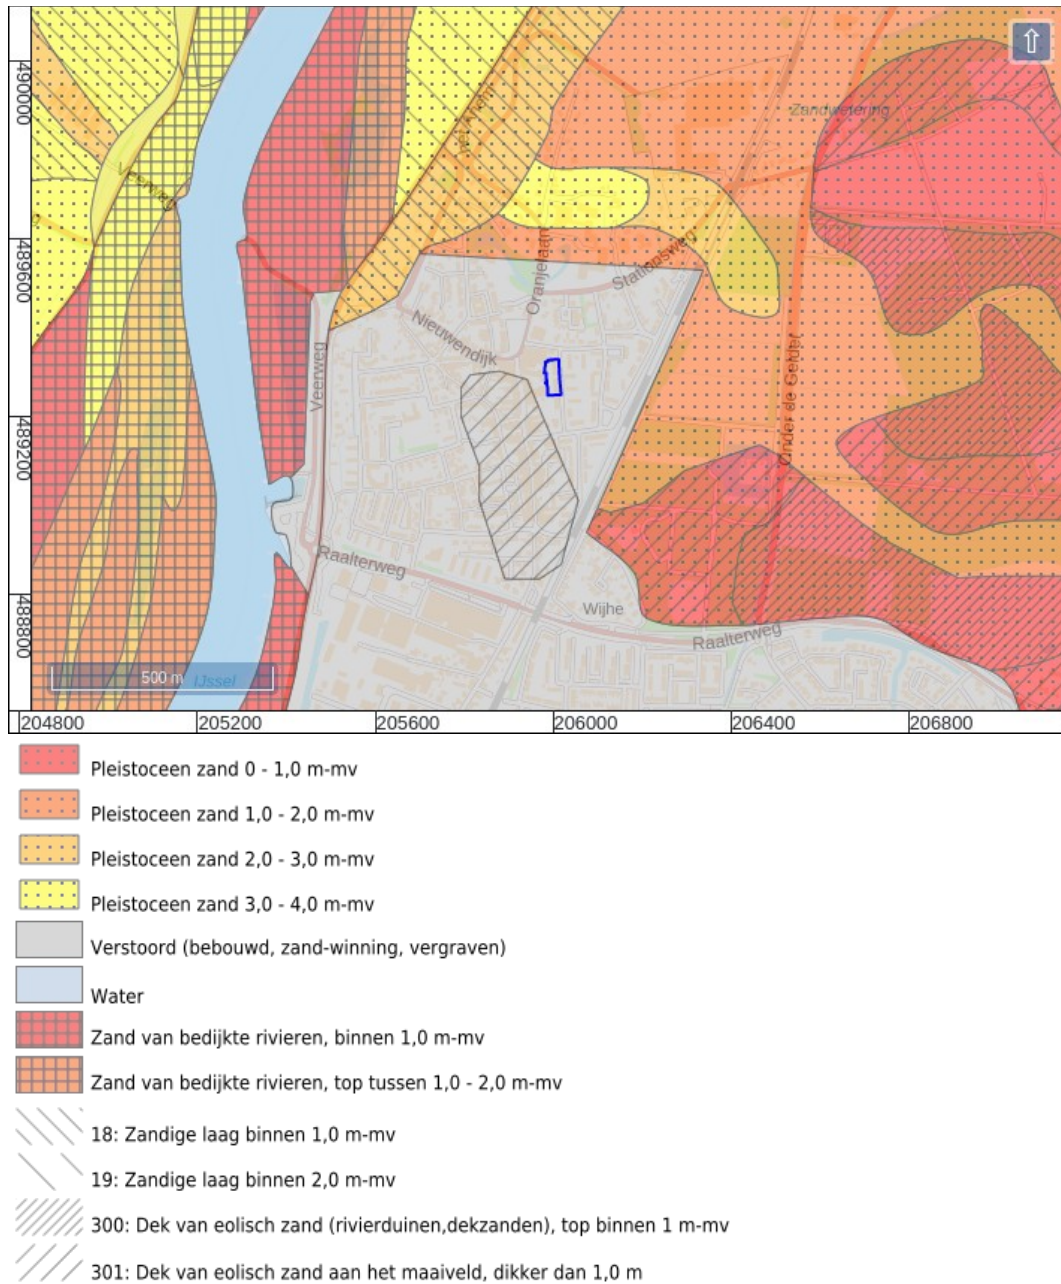 490000
489600
489200
488800
Zandwetering
het Anem
Veerweg
Stationsweg
Oranjelaan
Nieuwendijk
Veerweg
Onder de Gelder
Raalterweg
Wijhe
Raalterweg
500 m
IJssel
204800
205200
205600
206000
206400
206800
Pleistoceen zand 0 - 1,0 m-mv
Pleistoceen zand 1,0 - 2,0 m-mv
Pleistoceen zand 2,0 - 3,0 m-mv
Pleistoceen zand 3,0 - 4,0 m-mv
Verstoord (bebouwd, zand-winning, vergraven)
Water
Zand van bedijkte rivieren, binnen 1,0 m-mv
Zand van bedijkte rivieren, top tussen 1,0 - 2,0 m-mv
18: Zandige laag binnen 1,0 m-mv
19: Zandige laag binnen 2,0 m-mv
300: Dek van eolisch zand (rivierduinen,dekzanden), top binnen 1 m-mv
301: Dek van eolisch zand aan het maaiveld, dikker dan 1,0 m